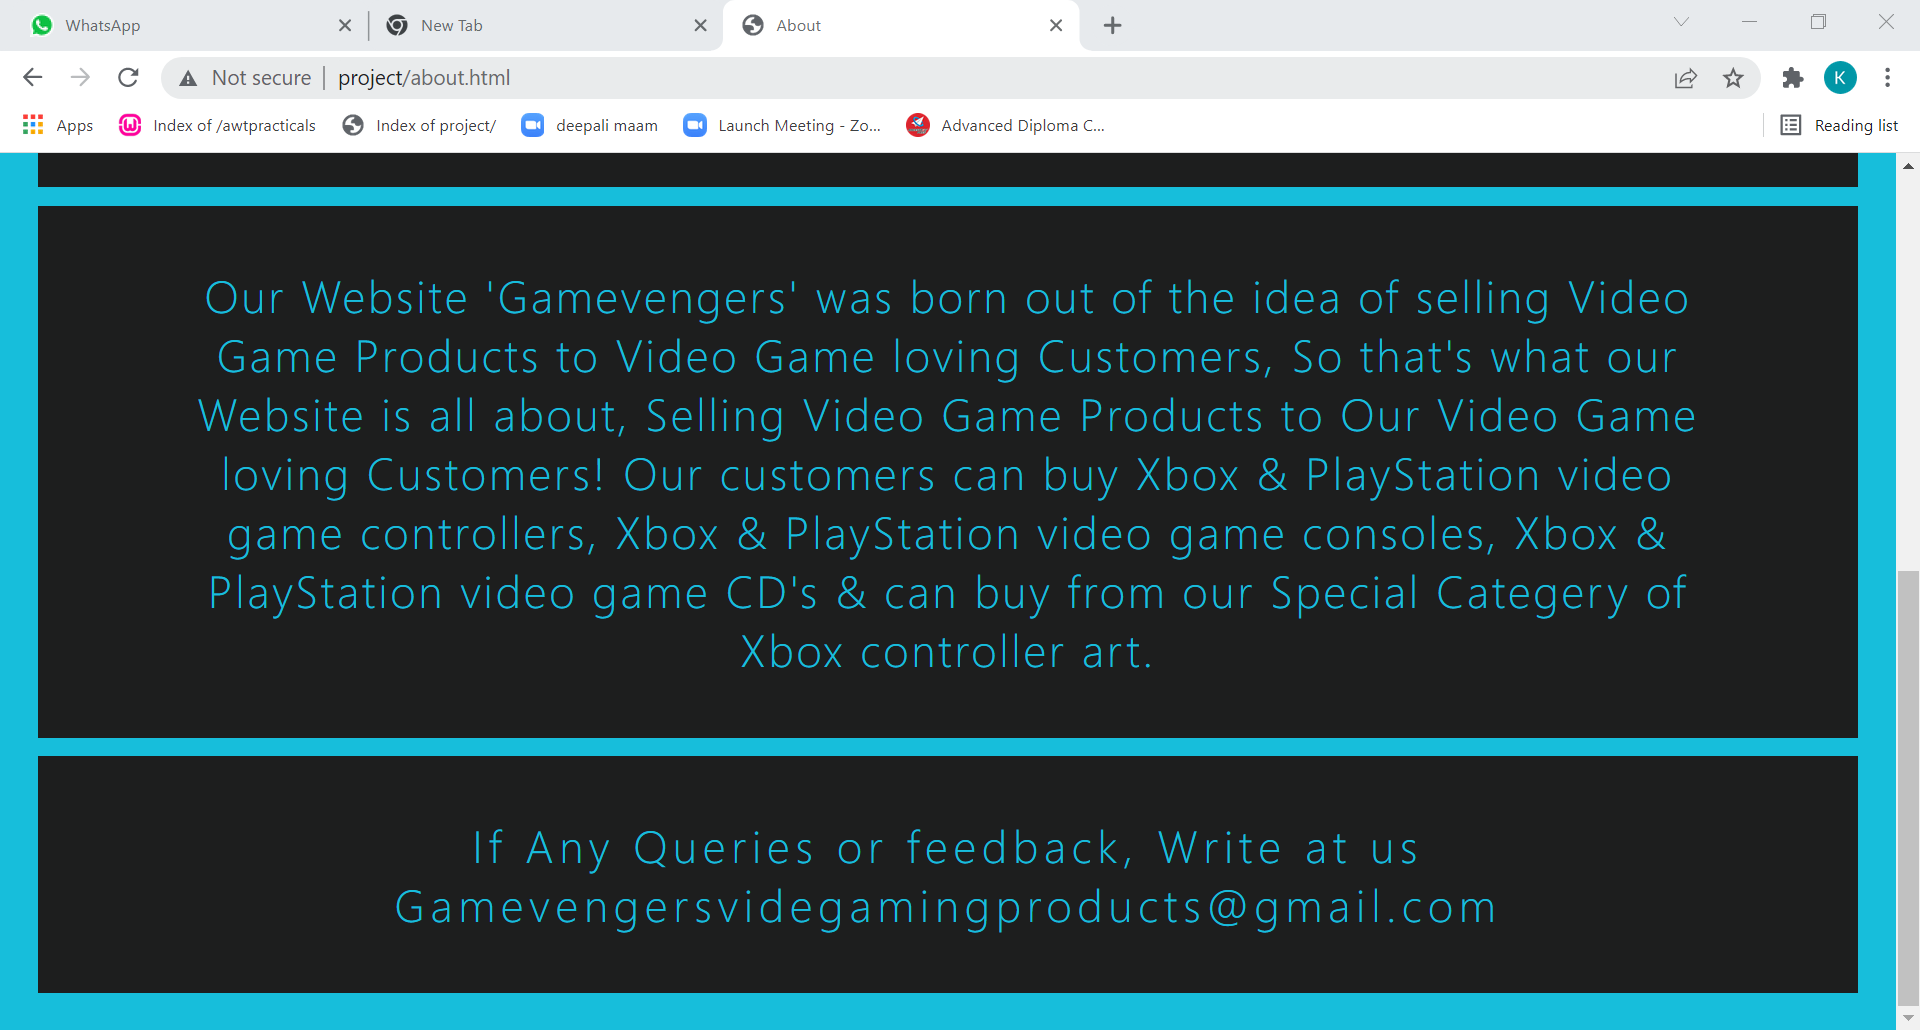 WhatsApp
New Tab
About
Not secure | project/about.html
K
Apps
Index of /awtpracticals
Index of project/
deepali maam
Launch Meeting - Zo...
Advanced Diploma C...
Reading list
Our Website 'Gamevengers' was born out of the idea of selling Video
Game Products to Video Game loving Customers, So that's what our
Website is all about, Selling Video Game Products to Our Video Game
loving Customers! Our customers can buy Xbox & PlayStation video
game controllers, Xbox & PlayStation video game consoles, Xbox &
PlayStation video game CD's & can buy from our Special Categery of
Xbox controller art.
If Any Queries or feedback, Write at us
Gamevengersvidegamingproducts@gmail.com